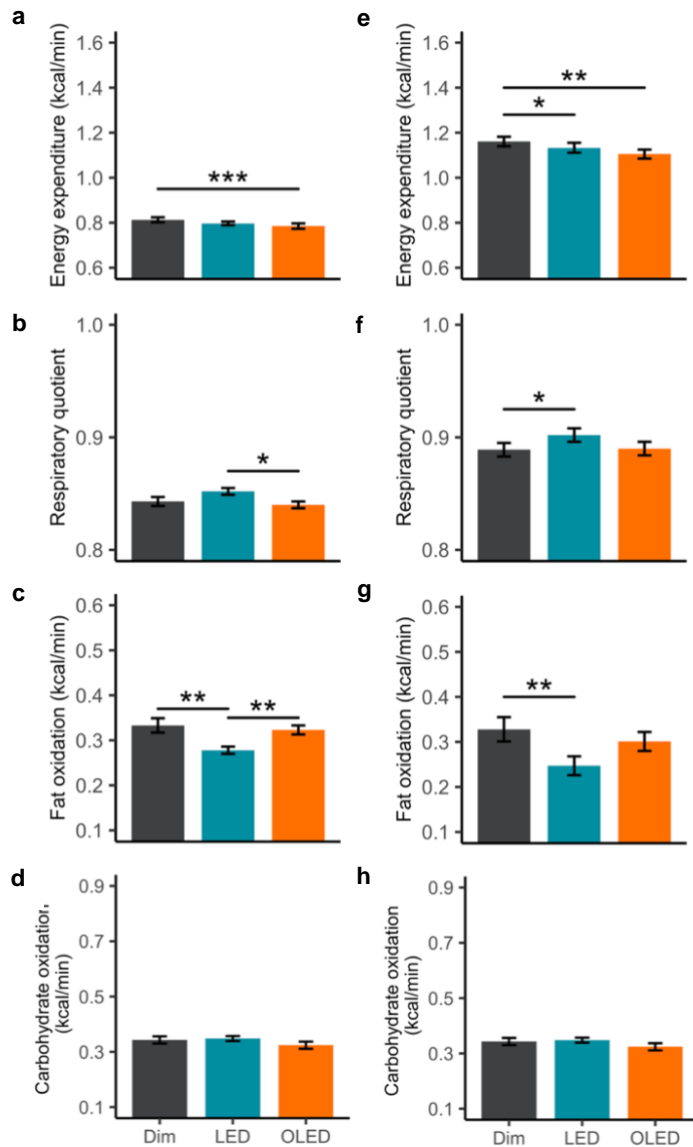 a
Energy expenditure (kcal/min)
1.6
1.4
1.2
1.0
0.8
0.6
***
e
Energy expenditure (kcal/min)
1.6
1.4
1.2
1.0
0.8
0.6
**
*
b
Respiratory quotient
1.0
0.9
0.8
*
f
Respiratory quotient
1.0
0.9
0.8
*
c
Fat oxidation (kcal/min)
0.6
0.5
0.4
0.3
0.2
0.1
** **
g
Fat oxidation (kcal/min)
0.6
0.5
0.4
0.3
0.2
0.1
**
d
Carbohydrate oxidation
(kcal/min)
0.9
0.7
0.5
0.3
0.1
Dim LED OLED
h
Carbohydrate oxidation
(kcal/min)
0.9
0.7
0.5
0.3
0.1
Dim LED OLED